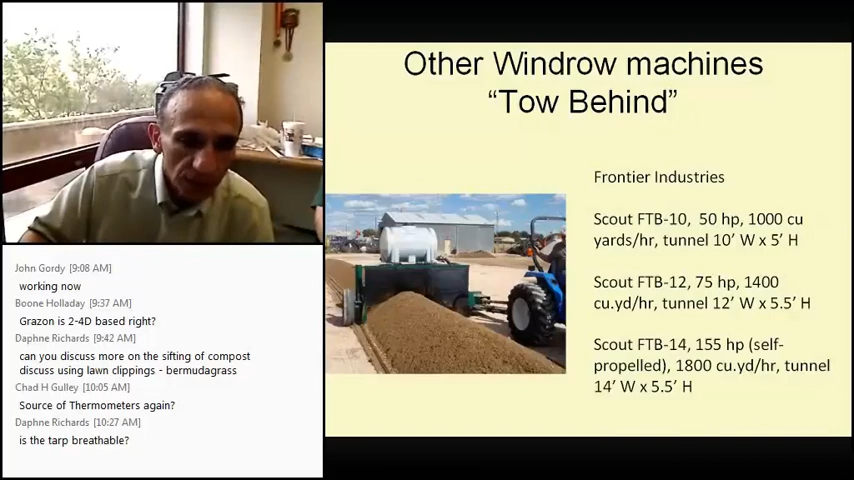 Other Windrow machines
“Tow Behind”
Frontier Industries
Scout FTB-10, 50 hp, 1000 cu
yards/hr, tunnel 10’ W x 5’ H
Scout FTB-12, 75 hp, 1400
cu.yd/hr, tunnel 12’ W x 5.5’ H
Scout FTB-14, 155 hp (self-
propelled), 1800 cu.yd/hr, tunnel
14’ W x 5.5’ H
John Gordy [9:08 AM]
working now
Boone Holladay [9:37 AM]
Grazon is 2-4D based right?
Daphne Richards [9:42 AM]
can you discuss more on the sifting of compost
discuss using lawn clippings - bermudagrass
Chad H Gulley [10:05 AM]
Source of Thermometers again?
Daphne Richards [10:27 AM]
is the tarp breathable?